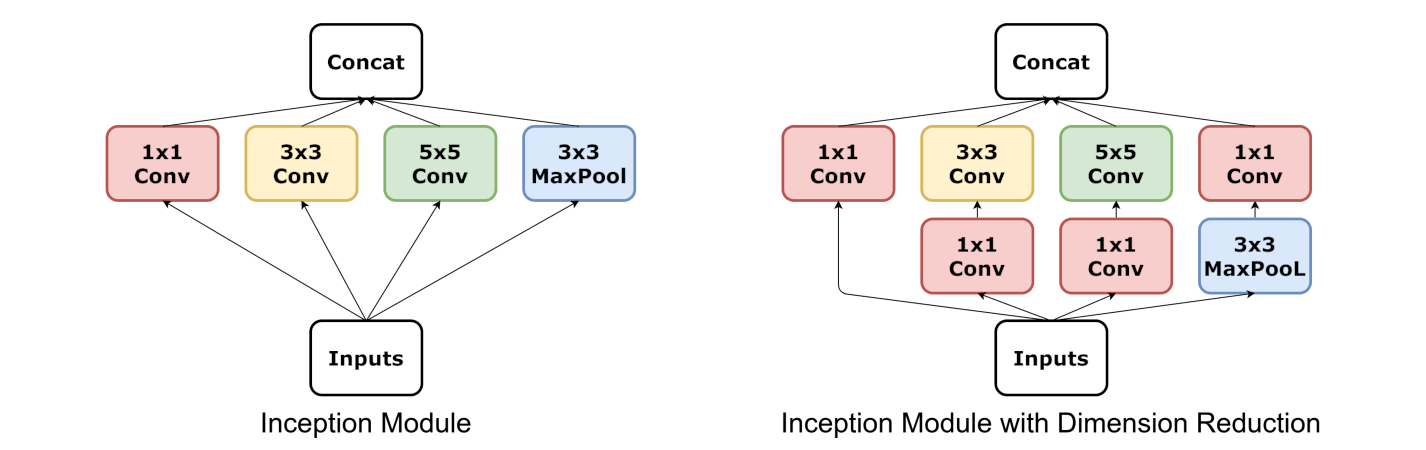 Concat
1x1
Conv
3x3
Conv
5x5
Conv
3x3
MaxPool
Inputs
Inception Module
Concat
1x1
Conv
3x3
Conv
5x5
Conv
1x1
Conv
1x1
Conv
1x1
Conv
3x3
MaxPooL
Inputs
Inception Module with Dimension Reduction